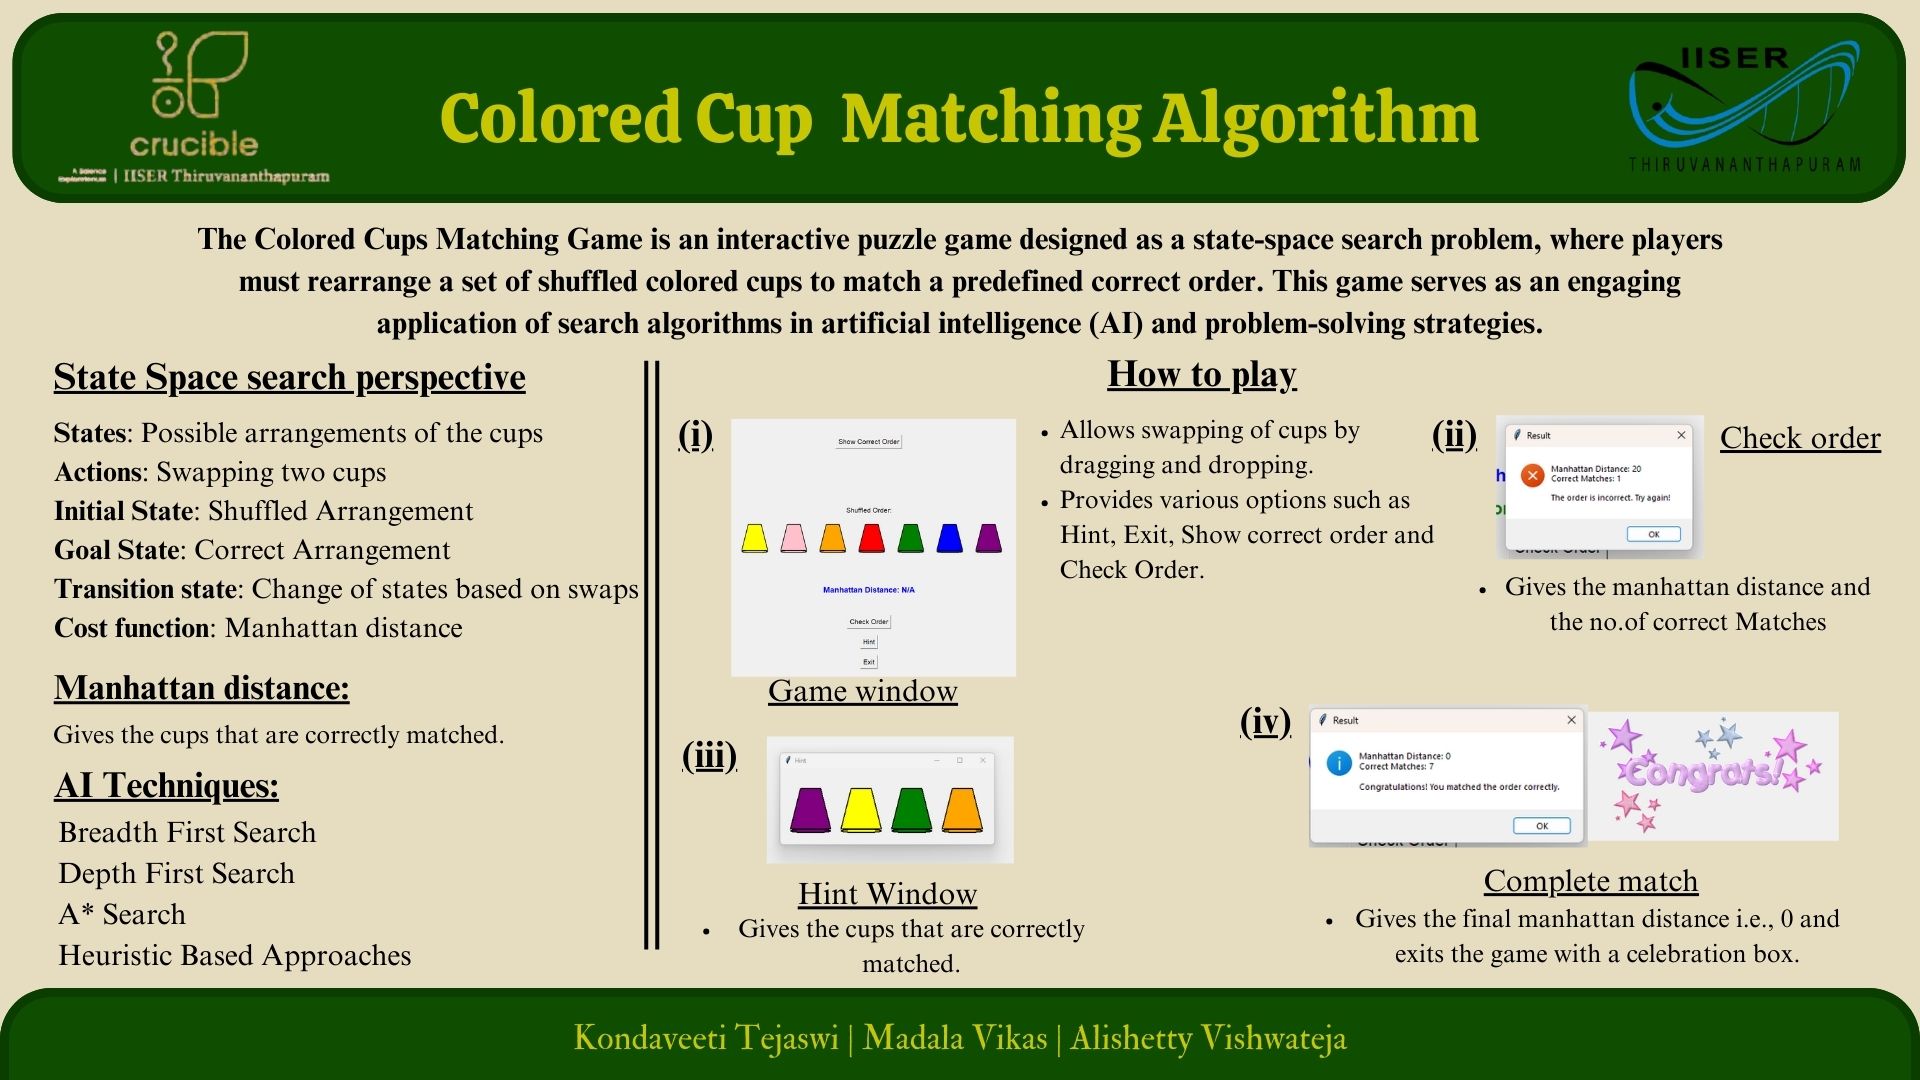 crucible
A Science
Exploratorium | IISER Thiruvananthapuram
Colored Cup Matching Algorithm
IISER
THIRUVANANTHAPURAM
The Colored Cups Matching Game is an interactive puzzle game designed as a state-space search problem, where players
must rearrange a set of shuffled colored cups to match a predefined correct order. This game serves as an engaging
application of search algorithms in artificial intelligence (AI) and problem-solving strategies.
State Space search perspective
States: Possible arrangements of the cups
Actions: Swapping two cups
Initial State: Shuffled Arrangement
Goal State: Correct Arrangement
Transition state: Change of states based on swaps
Cost function: Manhattan distance
Manhattan distance:
Gives the cups that are correctly matched.
AI Techniques:
Breadth First Search
Depth First Search
A* Search
Heuristic Based Approaches
How to play
(i)
Show Correct Order
Shuffled Order:
Manhattan Distance: N/A
Check Order
Hint
Exit
Game window
• Allows swapping of cups by
dragging and dropping.
• Provides various options such as
Hint, Exit, Show correct order and
Check Order.
(ii)
Result
Manhattan Distance: 20
Correct Matches: 1
The order is incorrect. Try again!
OK
Check Order
Check order
• Gives the manhattan distance and
the no.of correct Matches
(iii)
Hint
Hint Window
• Gives the cups that are correctly
matched.
(iv)
Result
Manhattan Distance: 0
Correct Matches: 7
Congratulations! You matched the order correctly.
OK
Check Order
Congrats!
Complete match
• Gives the final manhattan distance i.e., 0 and
exits the game with a celebration box.
Kondaveeti Tejaswi | Madala Vikas | Alishetty Vishwateja